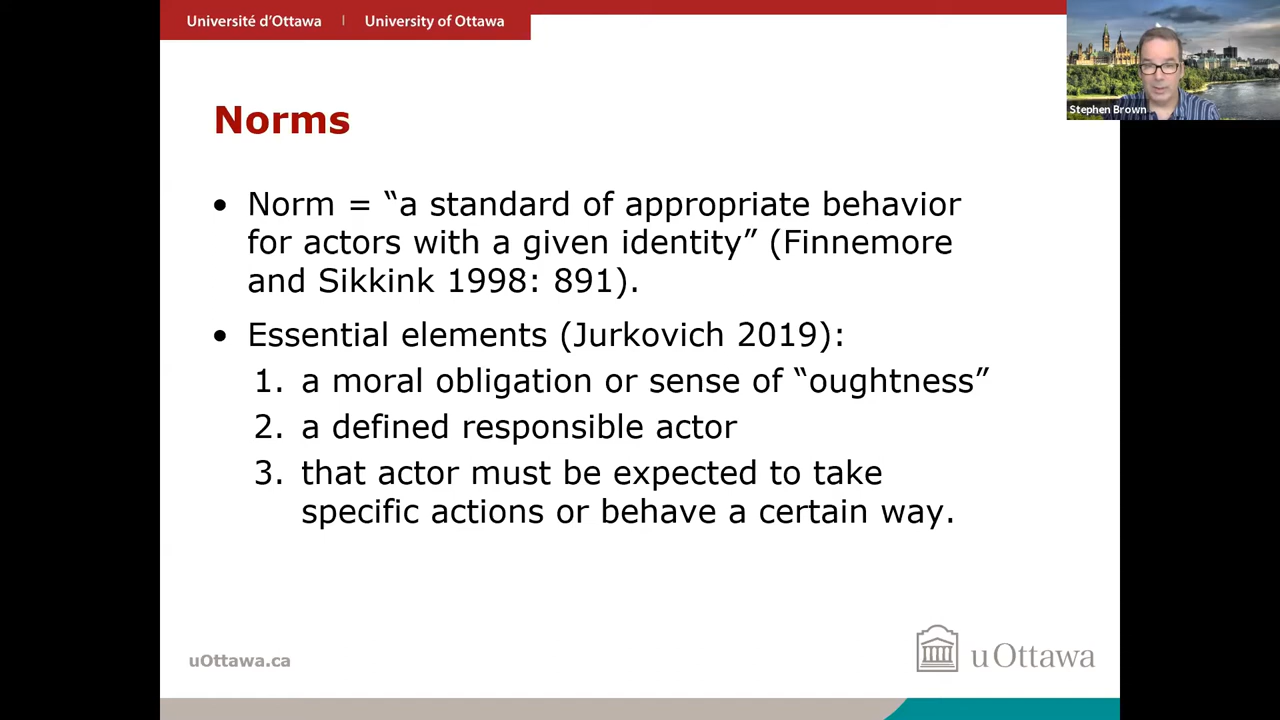 Université d'Ottawa | University of Ottawa
Stephen Brown
Norms
• Norm = “a standard of appropriate behavior
for actors with a given identity” (Finnemore
and Sikkink 1998: 891).
• Essential elements (Jurkovich 2019):
1. a moral obligation or sense of “oughtness”
2. a defined responsible actor
3. that actor must be expected to take
specific actions or behave a certain way.
uOttawa.ca
uOttawa